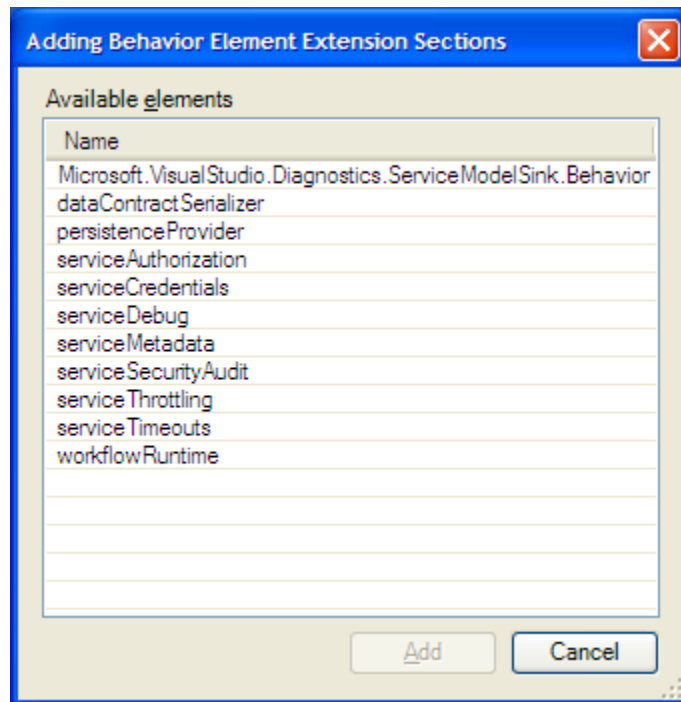 Adding Behavior Element Extension Sections
Available elements
Name
Microsoft.VisualStudio.Diagnostics.ServiceModelSink.Behavior
dataContractSerializer
persistenceProvider
serviceAuthorization
serviceCredentials
serviceDebug
serviceMetadata
serviceSecurityAudit
serviceThrottling
serviceTimeouts
workflowRuntime
Add Cancel